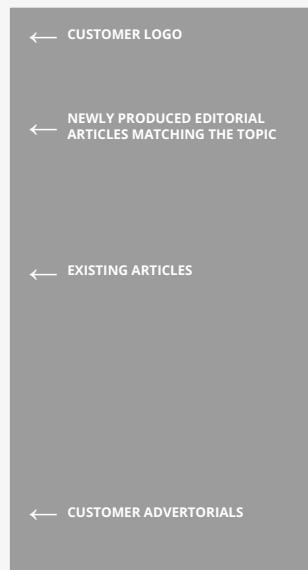 ← CUSTOMER LOGO
← NEWLY PRODUCED EDITORIAL
ARTICLES MATCHING THE TOPIC
← EXISTING ARTICLES
← CUSTOMER ADVERTORIALS